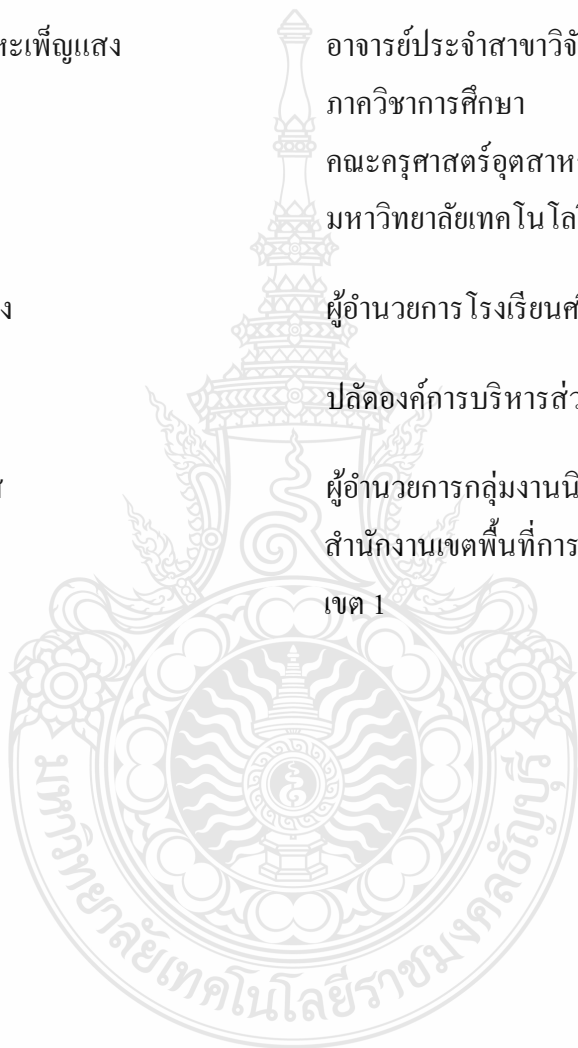 หะเพ็ญแสง อาจารย์ประจำสาขาวิจั
ภาควิชาการศึกษา
คณะครุศาสตร์อุตสาห
มหาวิทยาลัยเทคโนโล
ง ผู้อำนวยการโรงเรียนศ
ปลัดองค์การบริหารส่ว
ผู้อำนวยการกลุ่มงานนิ
สำนักงานเขตพื้นที่การ
เขต 1
มหาวิทยาลัยเทคโนโลยีราชมงคลธัญบุรี